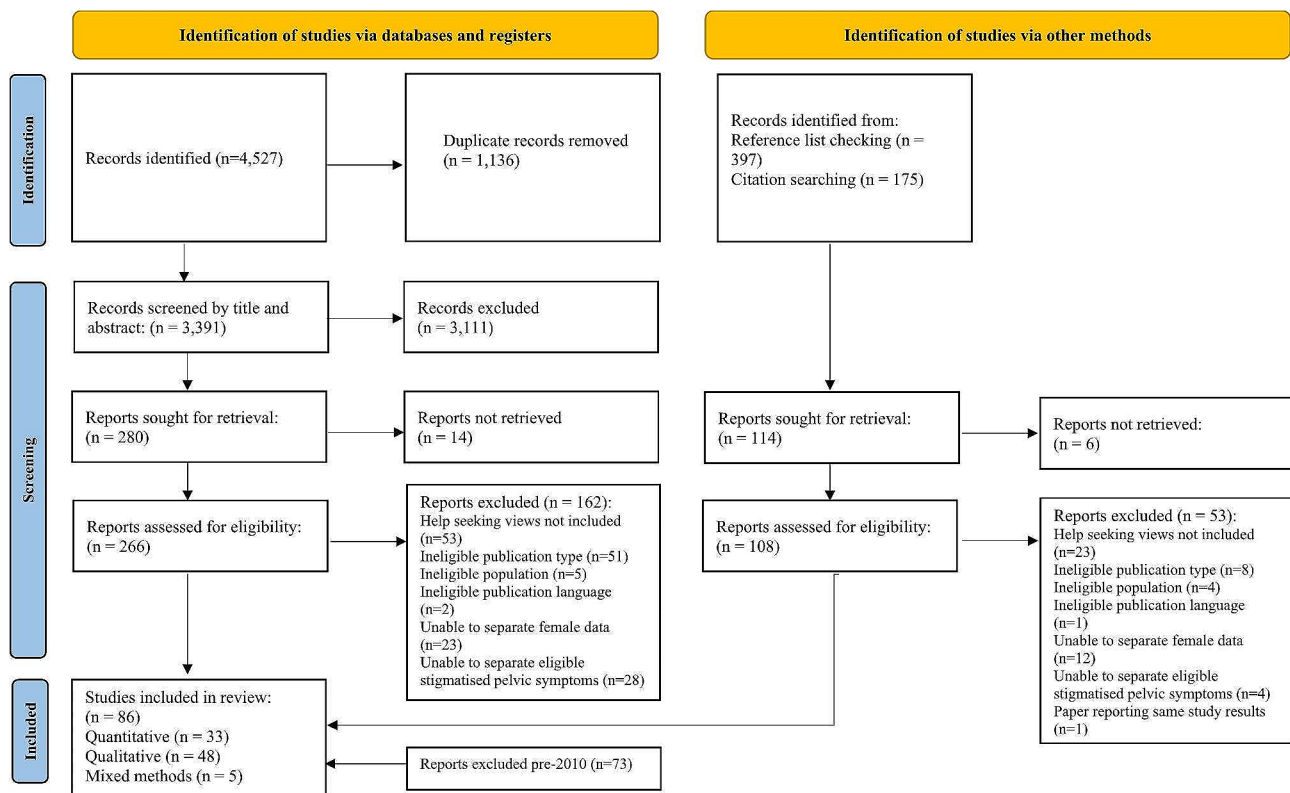 Identification of studies via databases and registers
Identification of studies via other methods
Identification
Records identified (n=4,527)
Duplicate records removed
(n = 1,136)
Records identified from:
Reference list checking (n =
397)
Citation searching (n = 175)
Screening
Records screened by title and
abstract: (n = 3,391)
Records excluded
(n = 3,111)
Reports sought for retrieval:
(n = 280)
Reports not retrieved
(n = 14)
Reports sought for retrieval:
(n = 114)
Reports not retrieved:
(n = 6)
Reports assessed for eligibility:
(n = 266)
Reports excluded (n = 162):
Help seeking views not included
(n=53)
Ineligible publication type (n=51)
Ineligible population (n=5)
Ineligible publication language
(n=2)
Unable to separate female data
(n=23)
Unable to separate eligible
stigmatised pelvic symptoms (n=28)
Reports assessed for eligibility:
(n = 108)
Reports excluded (n = 53):
Help seeking views not included
(n=23)
Ineligible publication type (n=8)
Ineligible population (n=4)
Ineligible publication language
(n=1)
Unable to separate female data
(n=12)
Unable to separate eligible
stigmatised pelvic symptoms (n=4)
Paper reporting same study results
(n=1)
Included
Studies included in review:
(n = 86)
Quantitative (n = 33)
Qualitative (n = 48)
Mixed methods (n = 5)
Reports excluded pre-2010 (n=73)